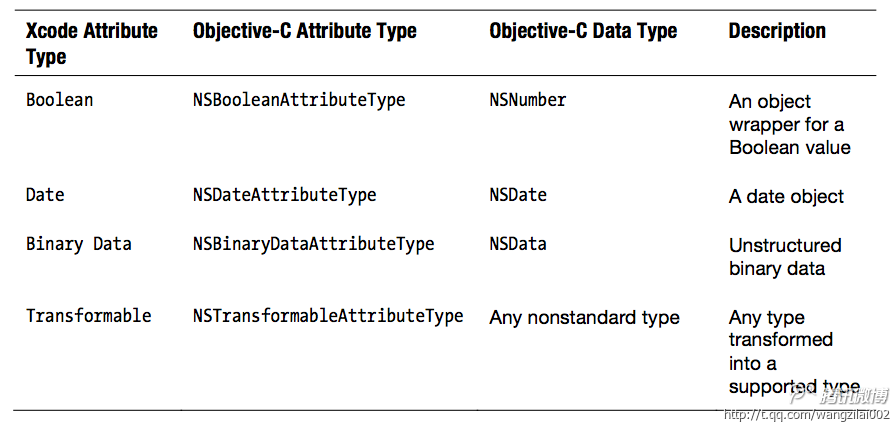 Xcode Attribute Type Objective-C Attribute Type Objective-C Data Type Description
Boolean NSBooleanAttributeType NSNumber An object wrapper for a Boolean value
Date NSDateAttributeType NSDate A date object
Binary Data NSBinaryDataAttributeType NSData Unstructured binary data
Transformable NSTransformableAttributeType Any nonstandard type Any type transformed into a supported type
腾讯微博
http://t.qq.com/wangzilai002